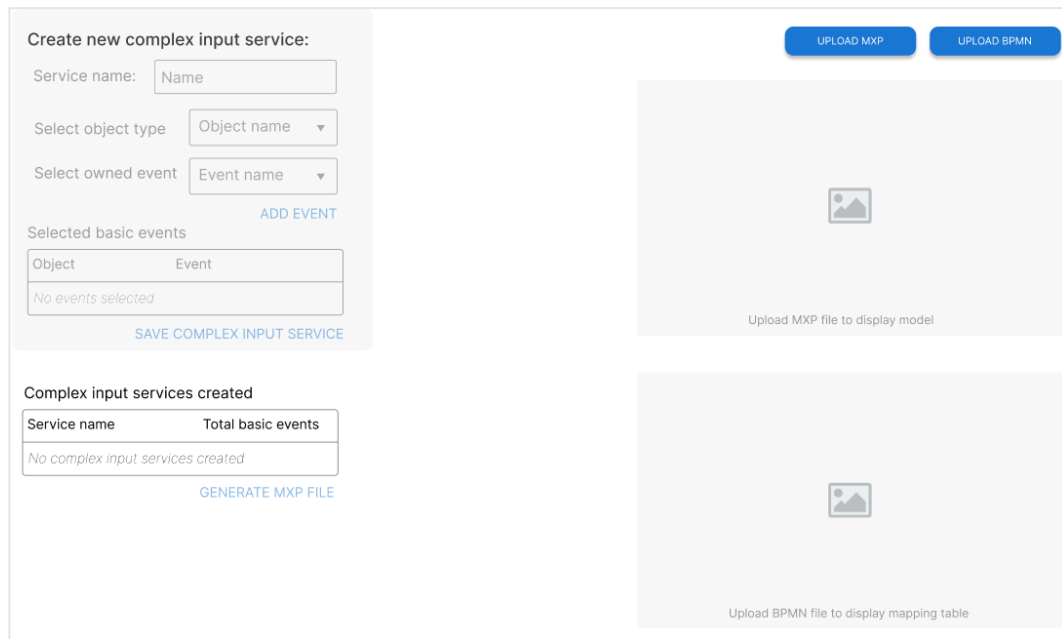 Create new complex input service:
Service name:
Name
Select object type
Object name
Select owned event
Event name
ADD EVENT
Selected basic events
Object Event
No events selected
SAVE COMPLEX INPUT SERVICE
Complex input services created
Service name Total basic events
No complex input services created
GENERATE MXP FILE
UPLOAD MXP
UPLOAD BPMN
Upload MXP file to display model
Upload BPMN file to display mapping table